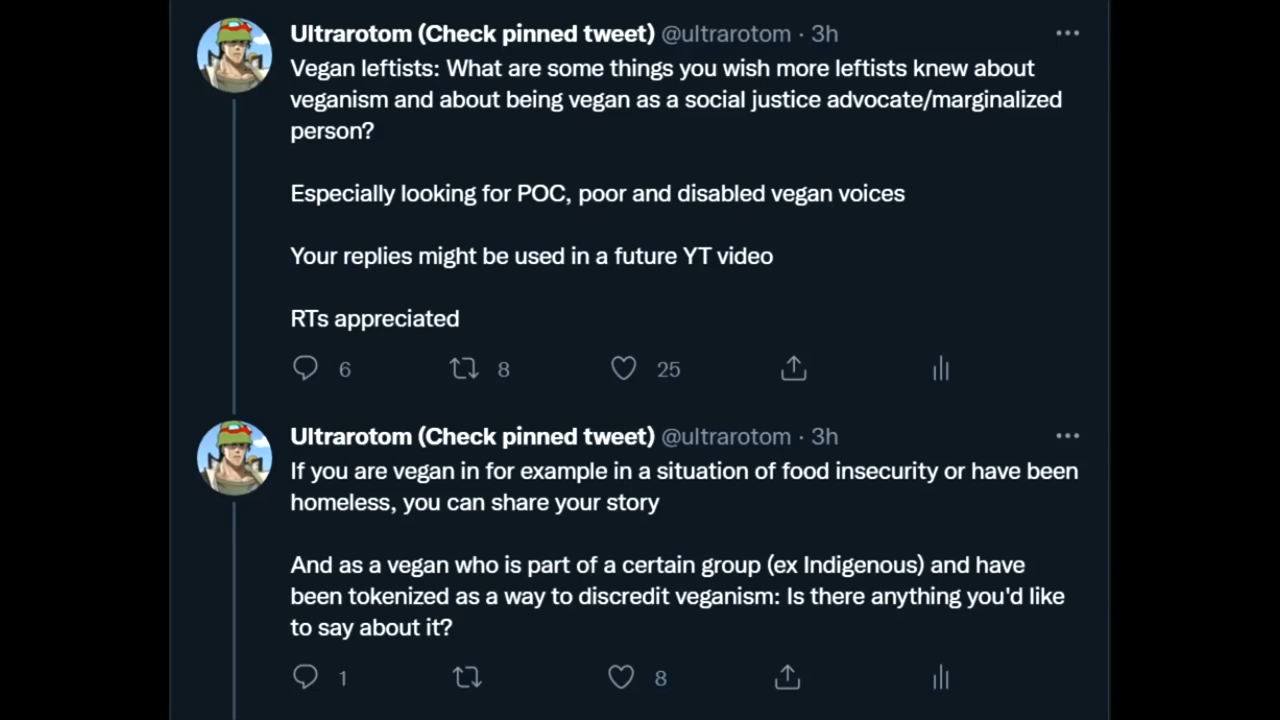 Ultrarotom (Check pinned tweet) @ultrarotom · 3h
Vegan leftists: What are some things you wish more leftists knew about
veganism and about being vegan as a social justice advocate/marginalized
person?
Especially looking for POC, poor and disabled vegan voices
Your replies might be used in a future YT video
RTs appreciated
6 8 25
Ultrarotom (Check pinned tweet) @ultrarotom · 3h
If you are vegan in for example in a situation of food insecurity or have been
homeless, you can share your story
And as a vegan who is part of a certain group (ex Indigenous) and have
been tokenized as a way to discredit veganism: Is there anything you'd like
to say about it?
1 8